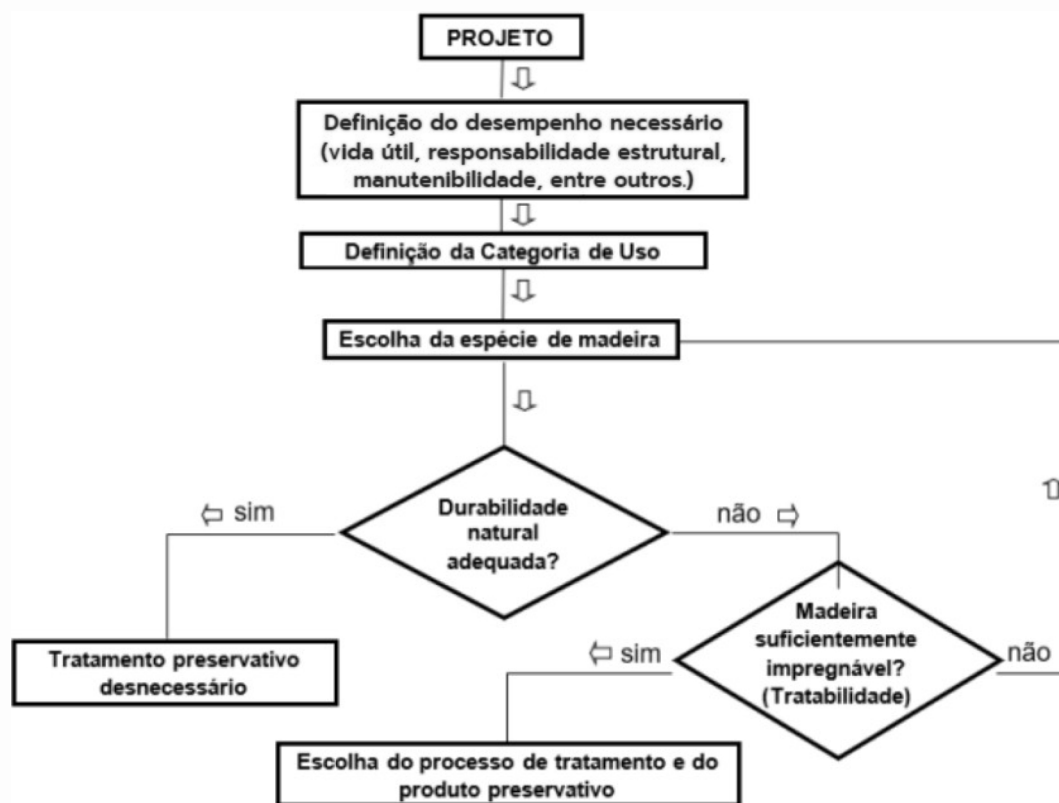 PROJETO
Definição do desempenho necessário
(vida útil, responsabilidade estrutural,
manutenibilidade, entre outros.)
Definição da Categoria de Uso
Escolha da espécie de madeira
sim
Durabilidade
natural
adequada?
não
Tratamento preservativo
desnecessário
sim
Madeira
suficientemente
impregnável?
(Tratabilidade)
não
Escolha do processo de tratamento e do
produto preservativo